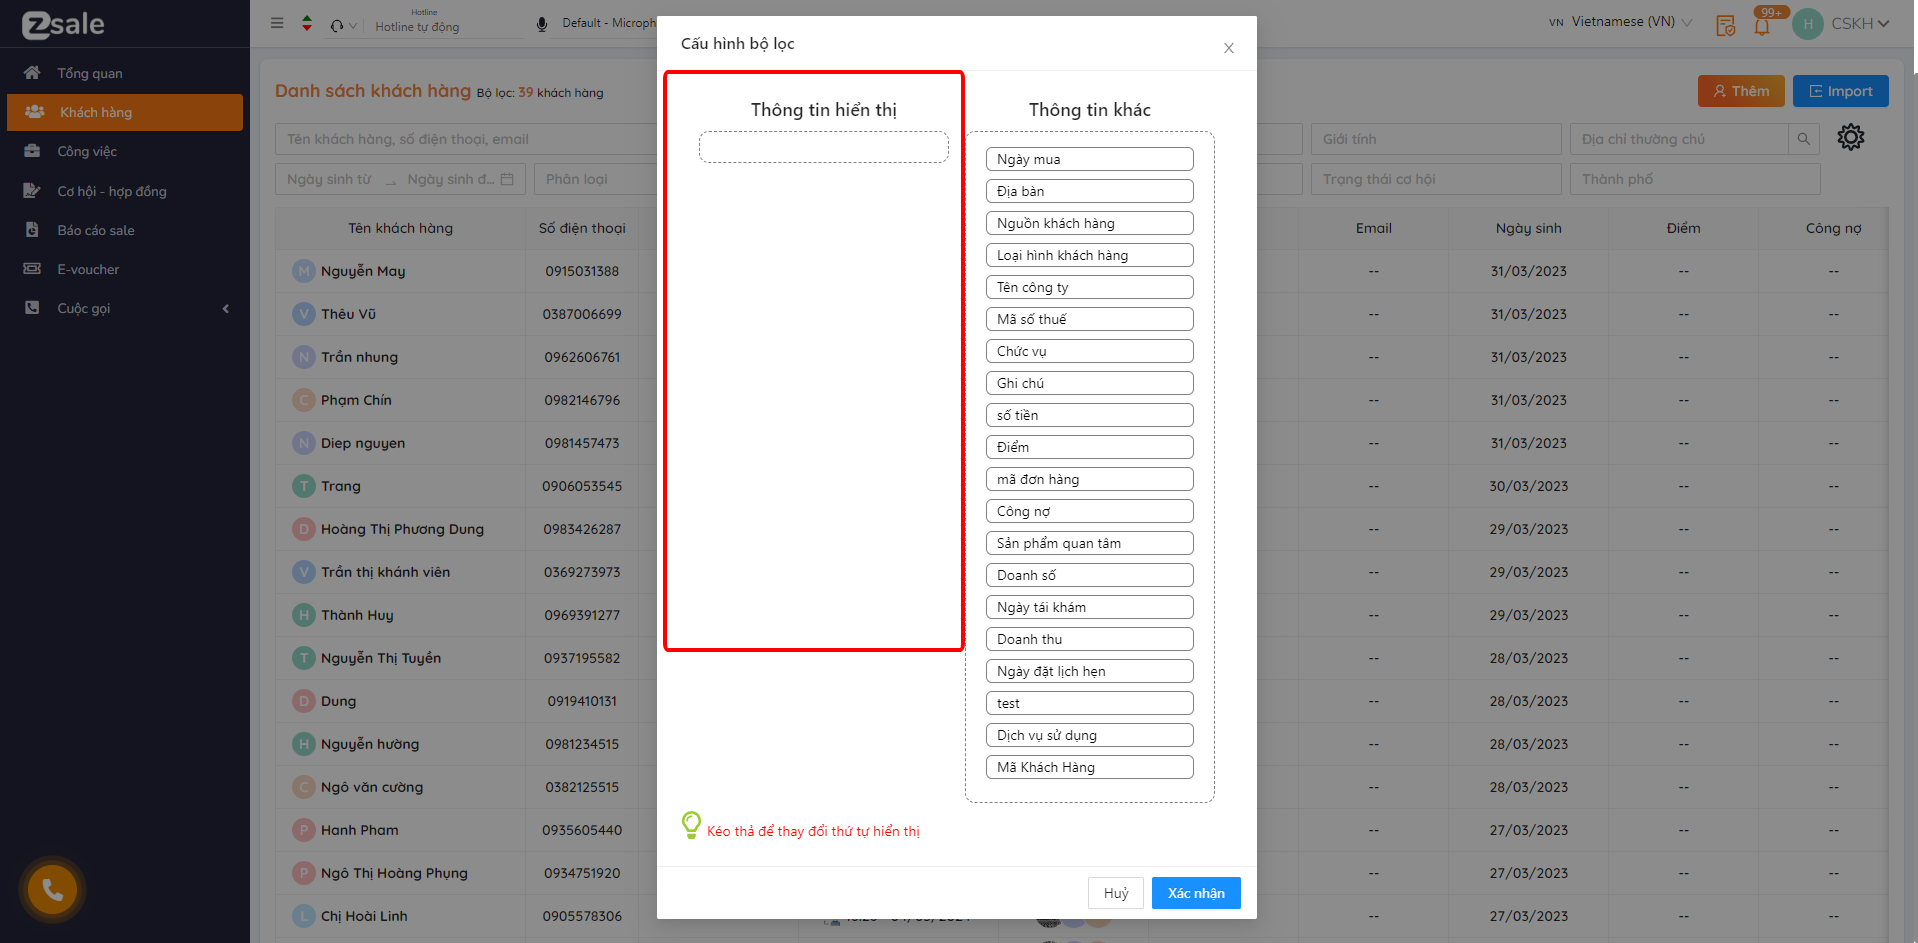 zsale
Tổng quan
Khách hàng
Công việc
Cơ hội - hợp đồng
Báo cáo sale
E-voucher
Cuộc gọi
Hotline
Hotline tự động
Default - Microph
VN Vietnamese (VN)
99+
H CSKH
Danh sách khách hàng Bộ lọc: 39 khách hàng
Thêm
Import
Tên khách hàng, số điện thoại, email
Giới tính
Địa chỉ thường chú
Ngày sinh từ
Ngày sinh đ...
Phân loại
Trạng thái cơ hội
Thành phố
Tên khách hàng Số điện thoại Email Ngày sinh Điểm Công nợ
M Nguyễn May 0915031388 -- 31/03/2023 -- --
V Thêu Vũ 0387006699 -- 31/03/2023 -- --
N Trần nhung 0962606761 -- 31/03/2023 -- --
C Phạm Chín 0982146796 -- 31/03/2023 -- --
N Diep nguyen 0981457473 -- 31/03/2023 -- --
T Trang 0906053545 -- 30/03/2023 -- --
D Hoàng Thị Phương Dung 0983426287 -- 29/03/2023 -- --
V Trần thị khánh viên 0369273973 -- 29/03/2023 -- --
H Thành Huy 0969391277 -- 29/03/2023 -- --
T Nguyễn Thị Tuyền 0937195582 -- 28/03/2023 -- --
D Dung 0919410131 -- 28/03/2023 -- --
H Nguyễn hường 0981234515 -- 28/03/2023 -- --
C Ngô văn cường 0382125515 -- 28/03/2023 -- --
P Hanh Pham 0935605440 -- 27/03/2023 -- --
P Ngô Thị Hoàng Phụng 0934751920 -- 27/03/2023 -- --
L Chị Hoài Linh 0905578306 -- 27/03/2023 -- --
Cấu hình bộ lọc
Thông tin hiển thị
Thông tin khác
Ngày mua
Địa bàn
Nguồn khách hàng
Loại hình khách hàng
Tên công ty
Mã số thuế
Chức vụ
Ghi chú
số tiền
Điểm
mã đơn hàng
Công nợ
Sản phẩm quan tâm
Doanh số
Ngày tái khám
Doanh thu
Ngày đặt lịch hẹn
test
Dịch vụ sử dụng
Mã Khách Hàng
Kéo thả để thay đổi thứ tự hiển thị
Huỷ
Xác nhận